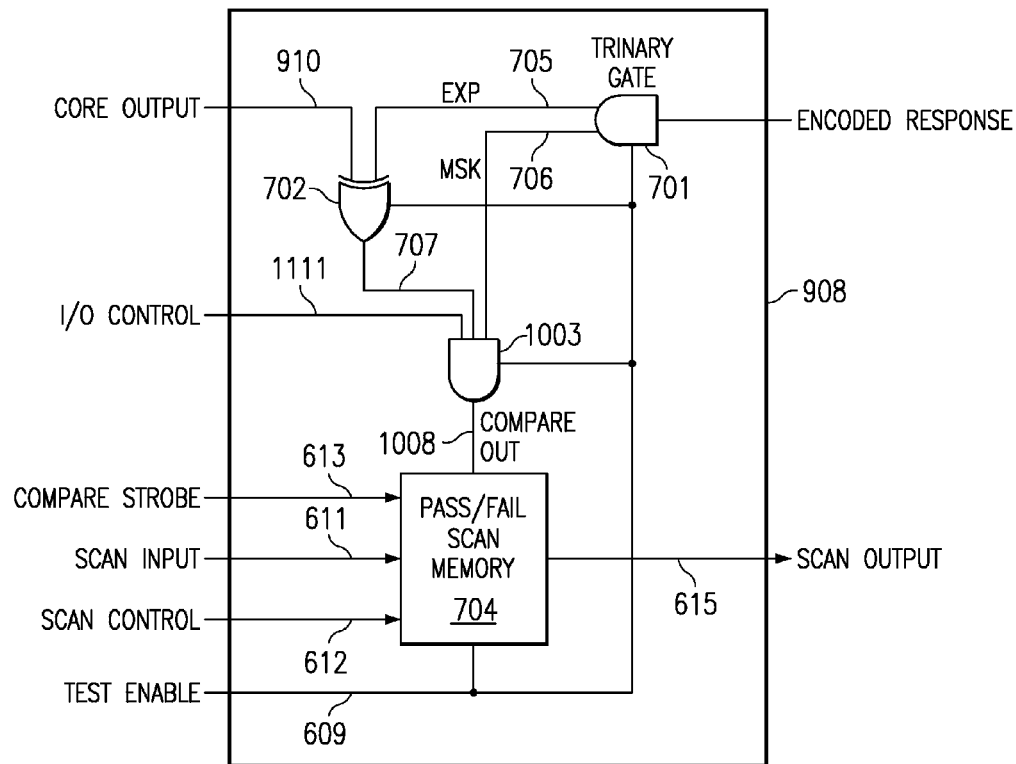 TRINARY
GATE
910
705
EXP
CORE OUTPUT
ENCODED RESPONSE
MSK
706
701
702
707
1111
908
I/O CONTROL
1003
COMPARE
OUT
1008
613
COMPARE STROBE
PASS/FAIL
SCAN
MEMORY
704
611
SCAN INPUT
SCAN OUTPUT
615
SCAN CONTROL
612
TEST ENABLE
609